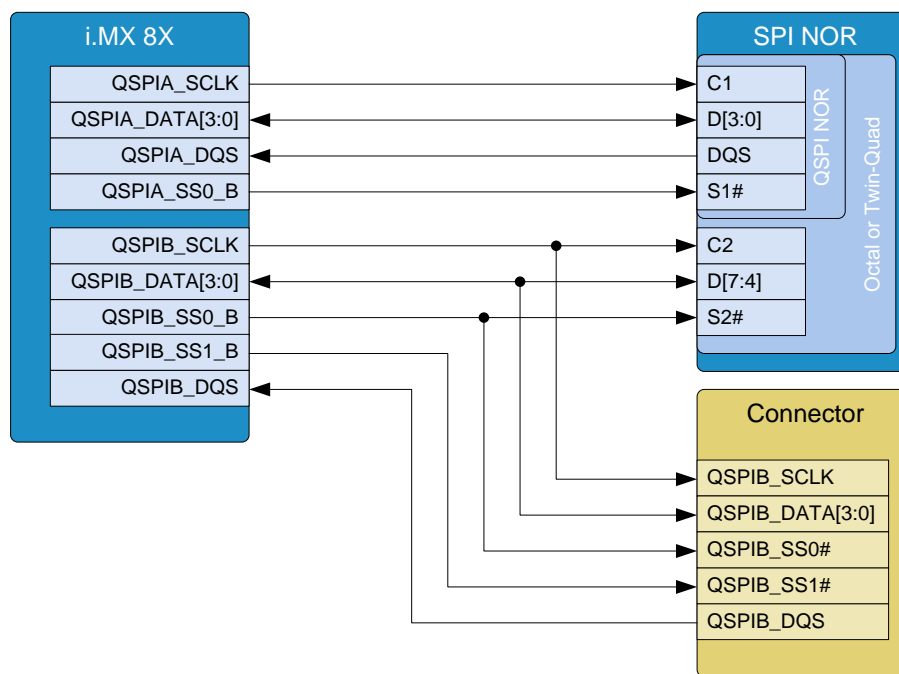 i.MX 8X
QSPIA_SCLK
QSPIA_DATA[3:0]
QSPIA_DQS
QSPIA_SS0_B
QSPIB_SCLK
QSPIB_DATA[3:0]
QSPIB_SS0_B
QSPIB_SS1_B
QSPIB_DQS
SPI NOR
C1
D[3:0]
DQS
S1#
QSPI NOR
C2
D[7:4]
S2#
Octal or Twin-Quad
Connector
QSPIB_SCLK
QSPIB_DATA[3:0]
QSPIB_SS0#
QSPIB_SS1#
QSPIB_DQS